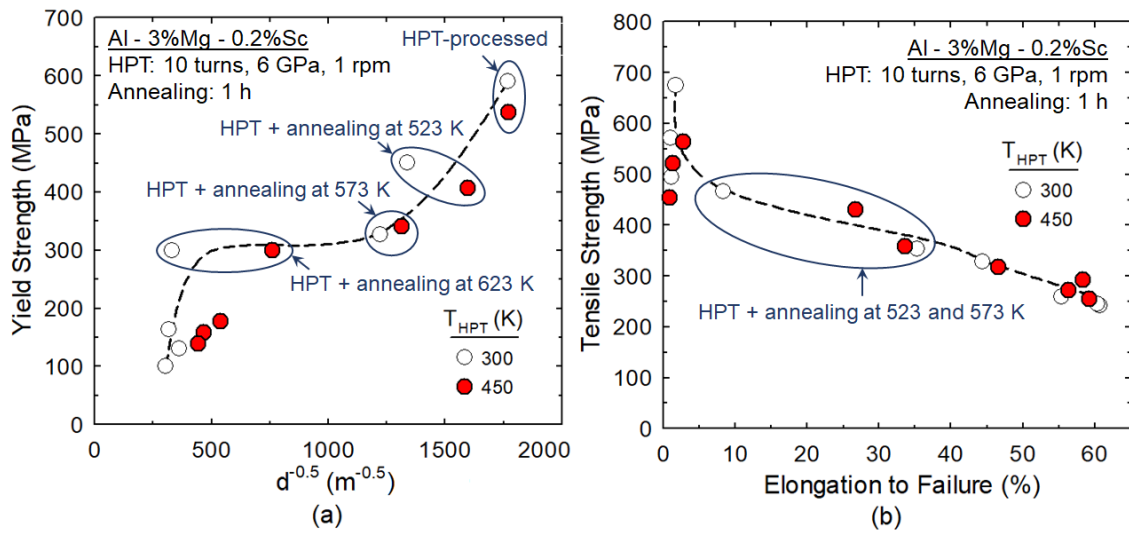 Al - 3%Mg - 0.2%Sc
HPT: 10 turns, 6 GPa, 1 rpm
Annealing: 1 h
HPT-processed
HPT + annealing at 523 K
HPT + annealing at 573 K
HPT + annealing at 623 K
T_HPT (K)
300
450
Yield Strength (MPa)
700
600
500
400
300
200
100
0
0 500 1000 1500 2000
d^-0.5 (m^-0.5)
(a)
Al - 3%Mg - 0.2%Sc
HPT: 10 turns, 6 GPa, 1 rpm
Annealing: 1 h
T_HPT (K)
300
450
HPT + annealing at 523 and 573 K
Tensile Strength (MPa)
800
700
600
500
400
300
200
100
0
0 10 20 30 40 50 60
Elongation to Failure (%)
(b)